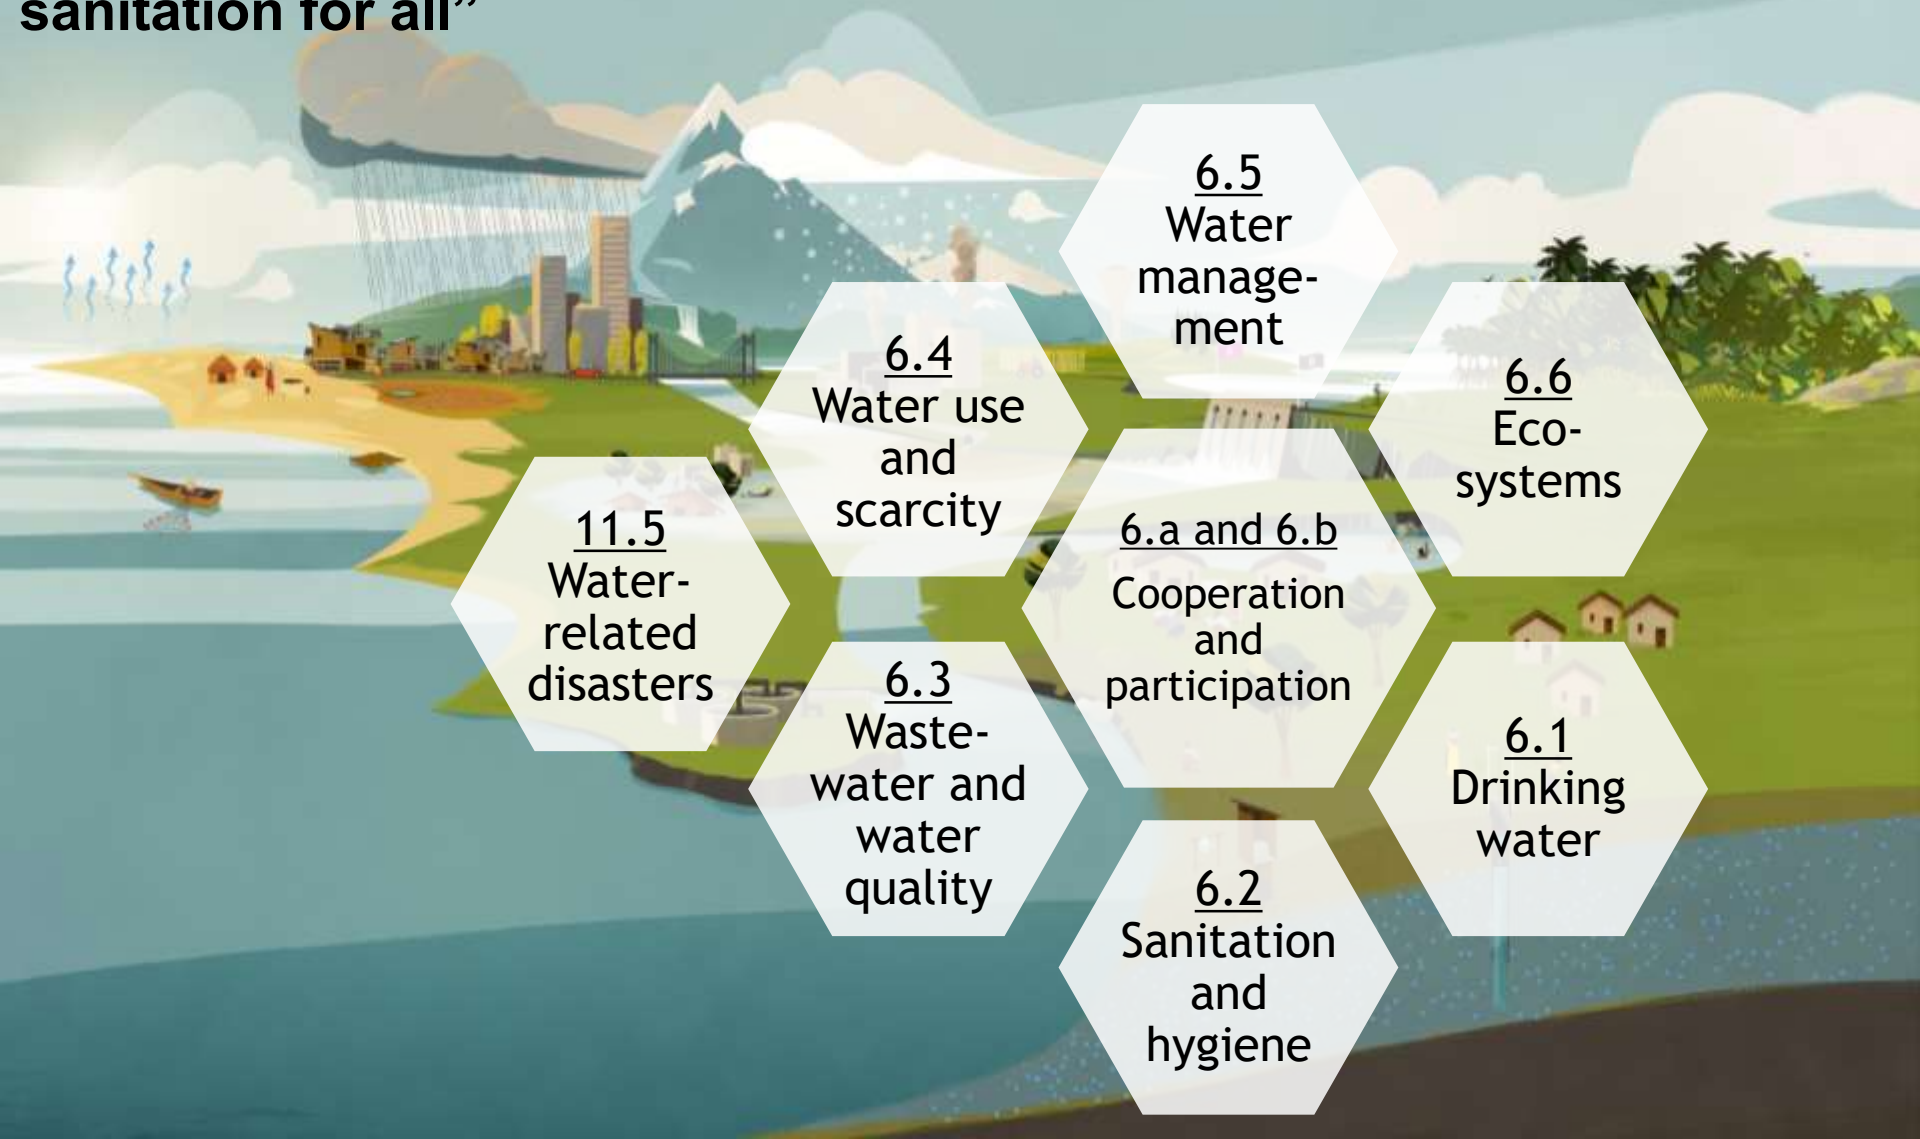 sanitation for all”
6.5
Water
manage-
ment
6.4
Water use
and
scarcity
6.6
Eco-
systems
11.5
Water-
related
disasters
6.a and 6.b
Cooperation
and
participation
6.3
Waste-
water and
water
quality
6.1
Drinking
water
6.2
Sanitation
and
hygiene